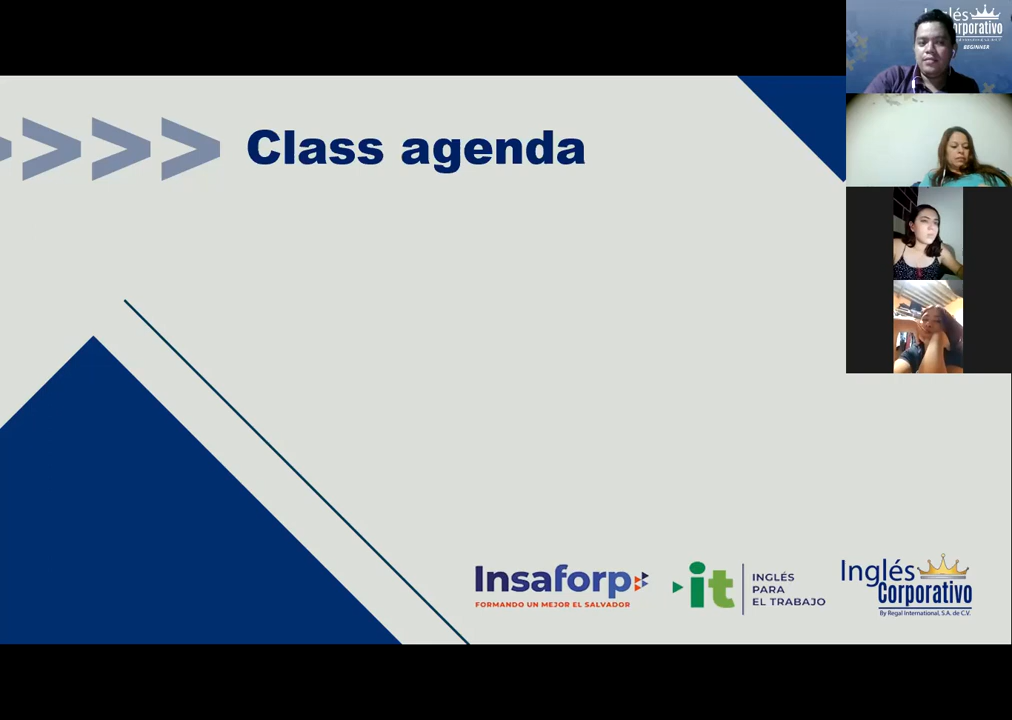 Class agenda
Inglés
Corporativo
BEGINNER
Insaforp
FORMANDO UN MEJOR EL SALVADOR
it
INGLÉS
PARA
EL TRABAJO
Inglés
Corporativo
By Regal International, S.A. de C.V.